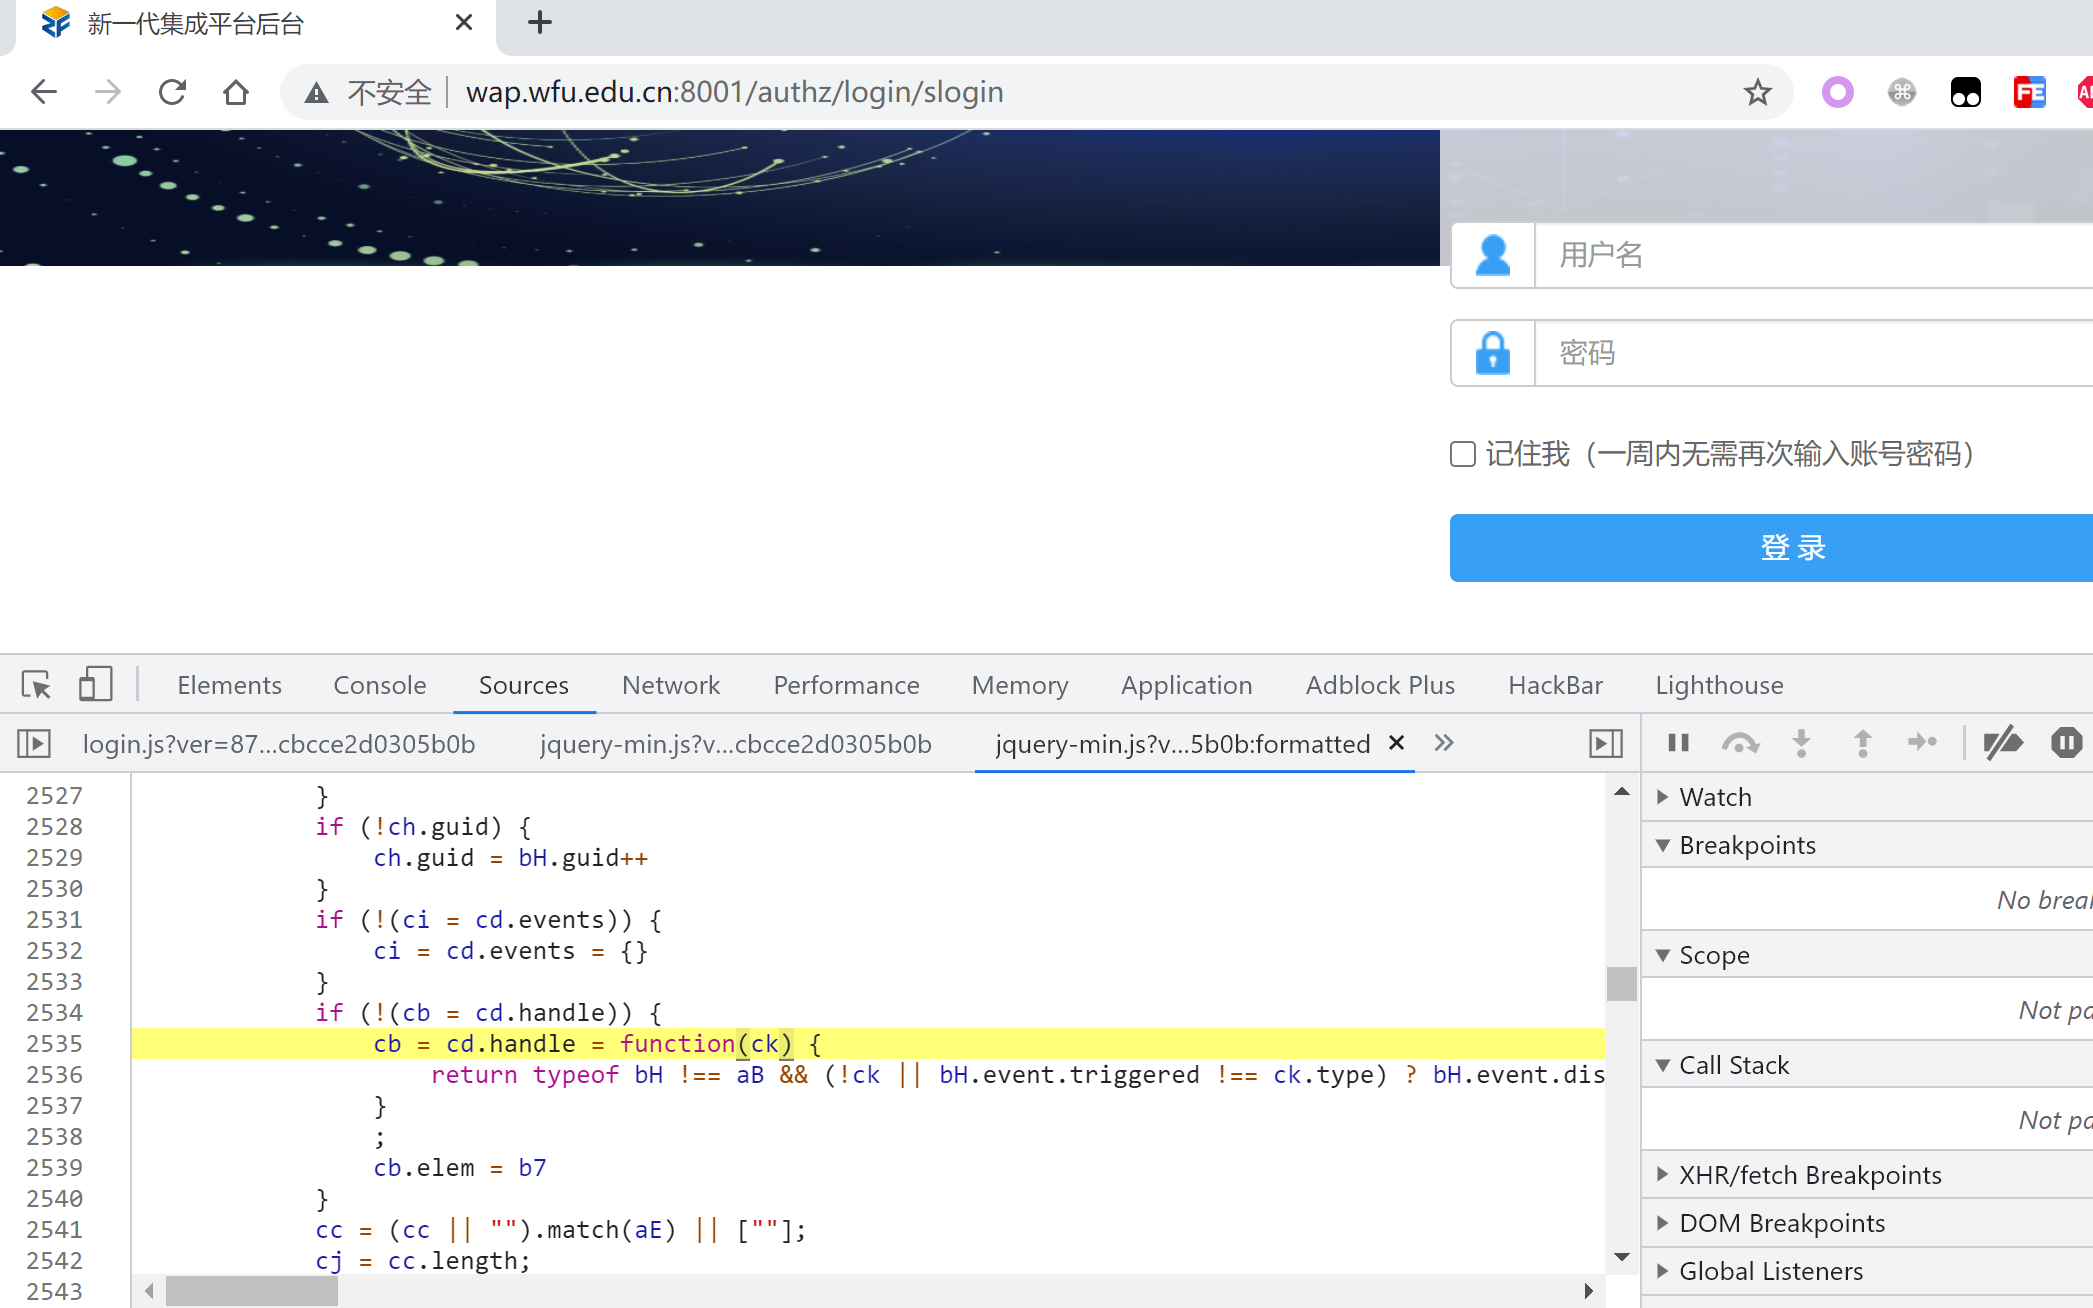 新一代集成平台后台
不安全 wap.wfu.edu.cn:8001/authz/login/slogin
用户名
密码
记住我（一周内无需再次输入账号密码）
登 录
Elements Console Sources Network Performance Memory Application Adblock Plus HackBar Lighthouse
login.js?ver=87...cbcce2d0305b0b jquery-min.js?v...cbcce2d0305b0b jquery-min.js?v...5b0b:formatted
2527 }
2528 if (!ch.guid) {
2529 ch.guid = bH.guid++
2530 }
2531 if (!(ci = cd.events)) {
2532 ci = cd.events = {}
2533 }
2534 if (!(cb = cd.handle)) {
2535 cb = cd.handle = function(ck) {
2536 return typeof bH !== aB && (!ck || bH.event.triggered !== ck.type) ? bH.event.dis
2537 }
2538 ;
2539 cb.elem = b7
2540 }
2541 cc = (cc || "").match(aE) || [""];
2542 cj = cc.length;
2543
Watch
Breakpoints
No brea
Scope
Not pa
Call Stack
Not pa
XHR/fetch Breakpoints
DOM Breakpoints
Global Listeners